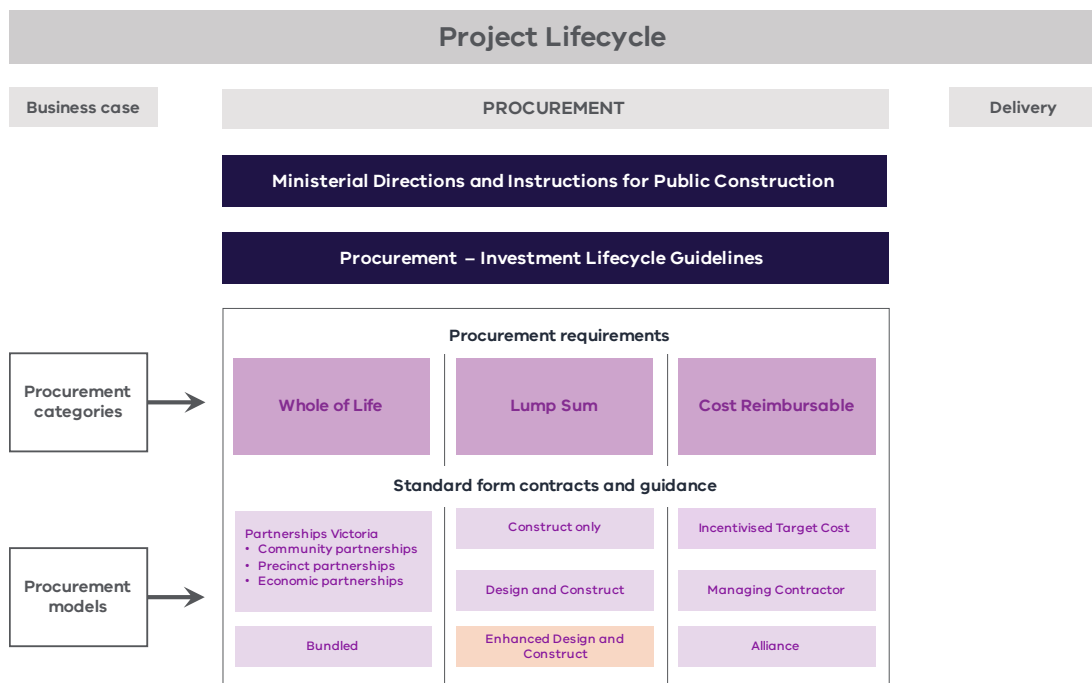 Project Lifecycle
Business case
PROCUREMENT
Delivery
Ministerial Directions and Instructions for Public Construction
Procurement – Investment Lifecycle Guidelines
Procurement requirements
Procurement
categories
Whole of Life
Lump Sum
Cost Reimbursable
Standard form contracts and guidance
Procurement
models
Partnerships Victoria
• Community partnerships
• Precinct partnerships
• Economic partnerships
Bundled
Construct only
Design and Construct
Enhanced Design and
Construct
Incentivised Target Cost
Managing Contractor
Alliance